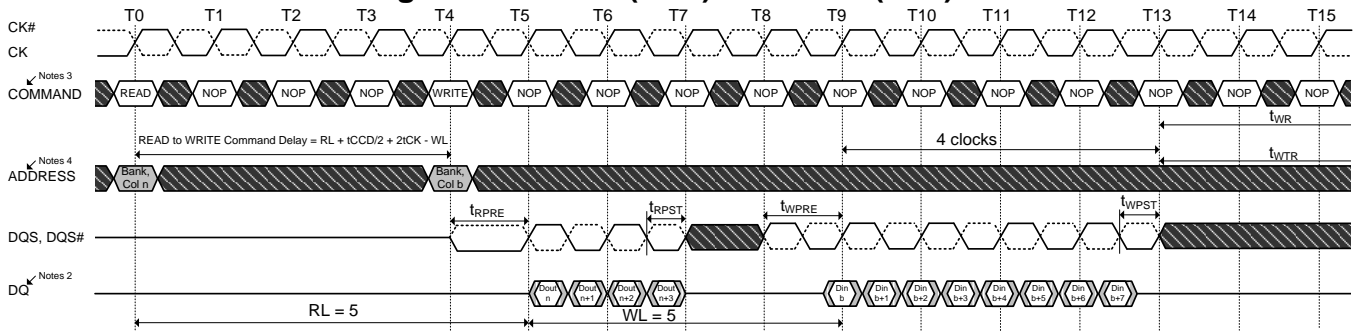 T0 T1 T2 T3 T4 T5 T6 T7 T8 T9 T10 T11 T12 T13 T14 T15
CK#
CK
Notes 3
COMMAND READ NOP NOP NOP WRITE NOP NOP NOP NOP NOP NOP NOP NOP NOP NOP NOP
tWR
READ to WRITE Command Delay = RL + tCCD/2 + 2tCK - WL
4 clocks
tWTR
Notes 4
ADDRESS
Bank, Col n
Bank, Col b
tRPRE tRPST tWPRE tWPST
DQS, DQS#
Notes 2
DQ
Dout n Dout n+1 Dout n+2 Dout n+3 Din b Din b+1 Din b+2 Din b+3 Din b+4 Din b+5 Din b+6 Din b+7
RL = 5 WL = 5